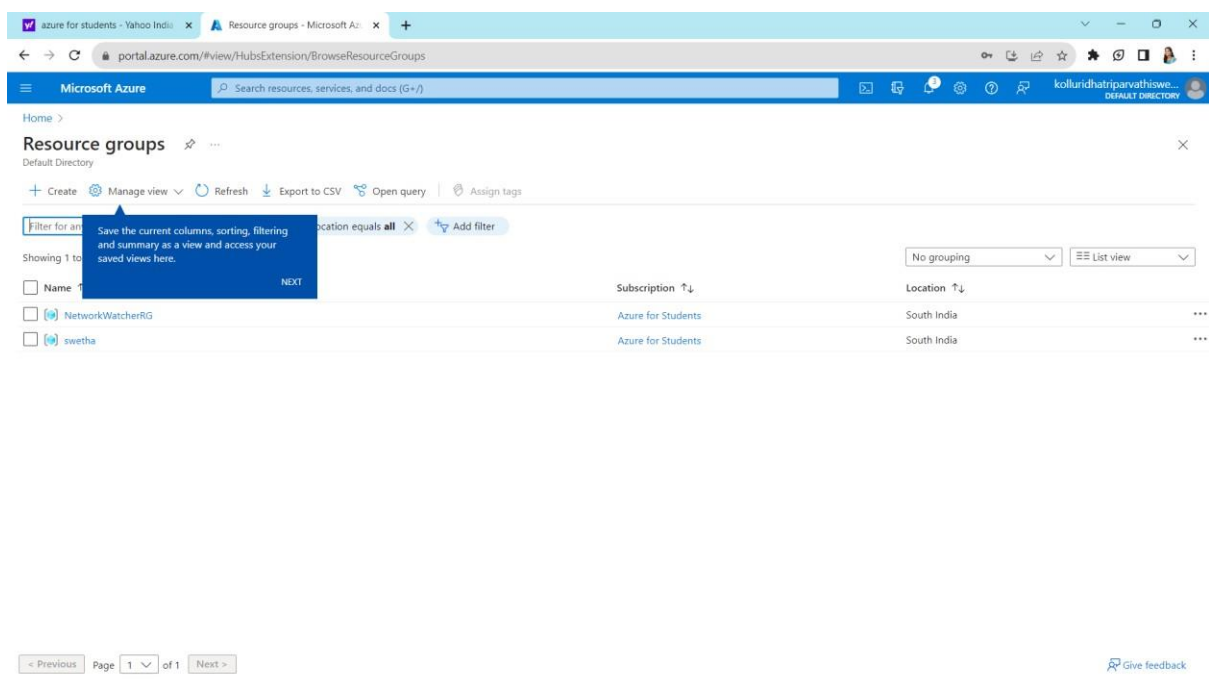 azure for students - Yahoo India
Resource groups - Microsoft Az
portal.azure.com/#view/HubsExtension/BrowseResourceGroups
Microsoft Azure
Search resources, services, and docs (G+/)
3
kolluridhatriparvathiswe...
DEFAULT DIRECTORY
Home >
Resource groups
Default Directory
Create Manage view Refresh Export to CSV Open query Assign tags
Filter for an
ocation equals all Add filter
Save the current columns, sorting, filtering
and summary as a view and access your
saved views here.
NEXT
Showing 1 to
No grouping List view
Name Subscription Location
NetworkWatcherRG Azure for Students South India
swetha Azure for Students South India
< Previous Page 1 of 1 Next >
Give feedback